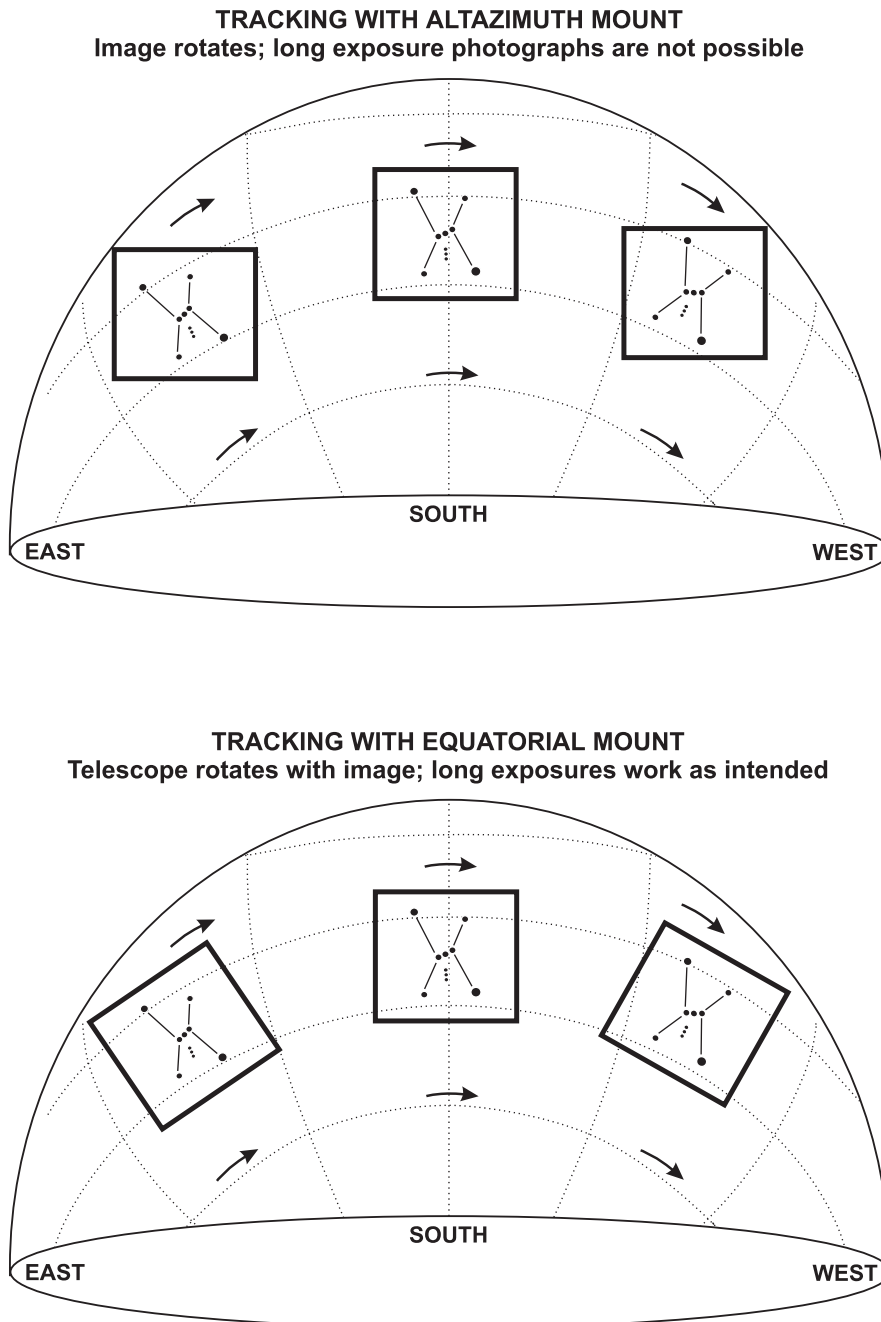 TRACKING WITH ALTAZIMUTH MOUNT
Image rotates; long exposure photographs are not possible
SOUTH
EAST
WEST
TRACKING WITH EQUATORIAL MOUNT
Telescope rotates with image; long exposures work as intended
SOUTH
EAST
WEST